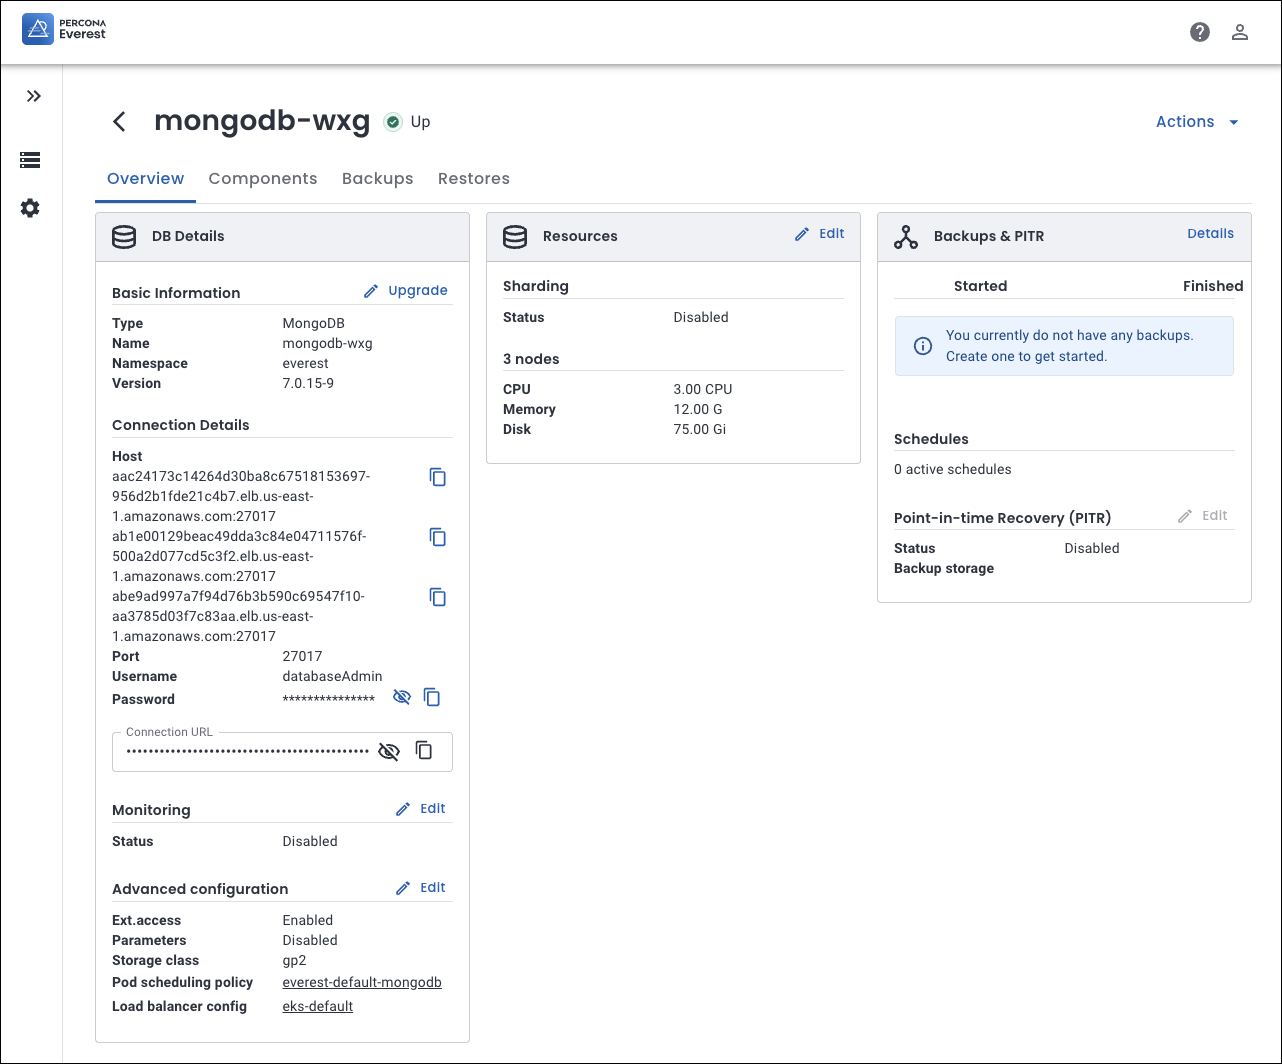 PERCONA
Everest
mongodb-wxg
Up
Actions
Overview
Components
Backups
Restores
DB Details
Basic Information
Upgrade
Type MongoDB
Name mongodb-wxg
Namespace everest
Version 7.0.15-9
Connection Details
Host
aac24173c14264d30ba8c67518153697-
956d2b1fde21c4b7.elb.us-east-
1.amazonaws.com:27017
ab1e00129beac49dda3c84e04711576f-
500a2d077cd5c3f2.elb.us-east-
1.amazonaws.com:27017
abe9ad997a7f94d76b3b590c69547f10-
aa3785d03f7c83aa.elb.us-east-
1.amazonaws.com:27017
Port 27017
Username databaseAdmin
Password ***************
Connection URL
••••••••••••••••••••••••••••••••••••••••
Monitoring
Edit
Status Disabled
Advanced configuration
Edit
Ext.access Enabled
Parameters Disabled
Storage class gp2
Pod scheduling policy everest-default-mongodb
Load balancer config eks-default
Resources
Edit
Sharding
Status Disabled
3 nodes
CPU 3.00 CPU
Memory 12.00 G
Disk 75.00 Gi
Backups & PITR
Details
Started Finished
You currently do not have any backups.
Create one to get started.
Schedules
0 active schedules
Point-in-time Recovery (PITR)
Edit
Status Disabled
Backup storage